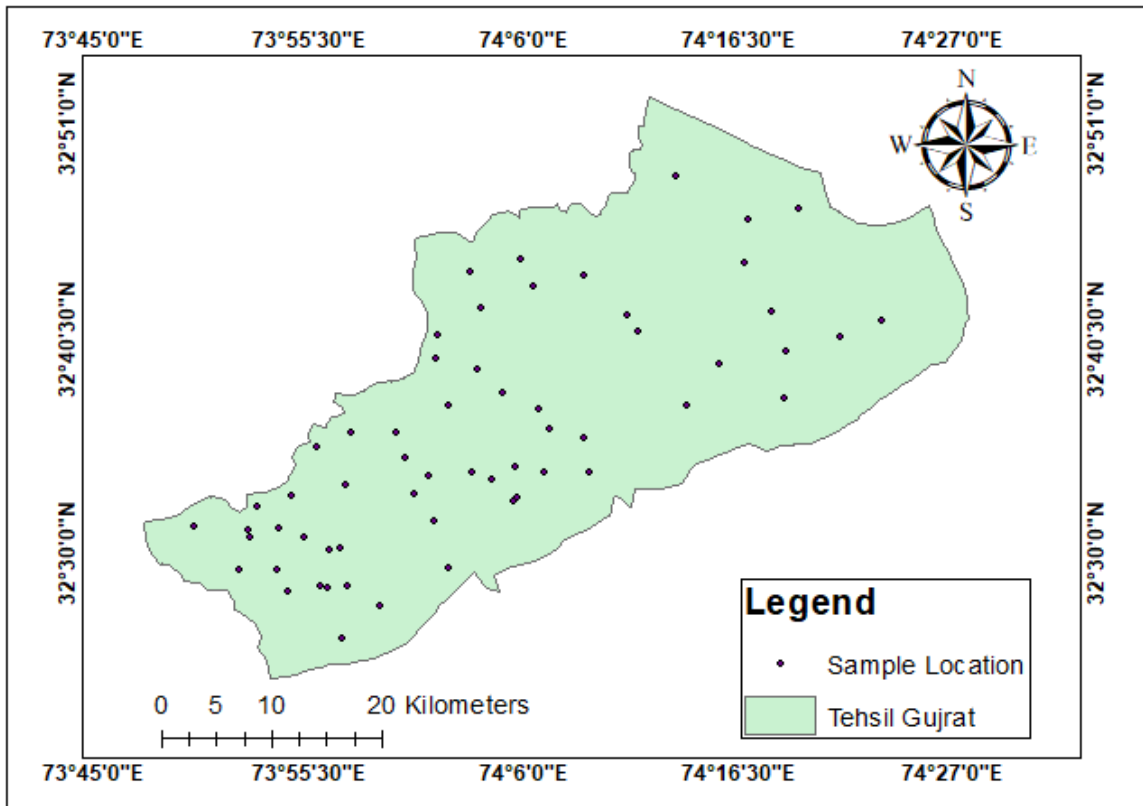 73°45'0"E 73°55'30"E 74°6'0"E 74°16'30"E 74°27'0"E
32°51'0"N
32°40'30"N
32°30'0"N
N
W E
S
32°51'0"N
32°40'30"N
32°30'0"N
Legend
Sample Location
Tehsil Gujrat
0 5 10 20 Kilometers
73°45'0"E 73°55'30"E 74°6'0"E 74°16'30"E 74°27'0"E